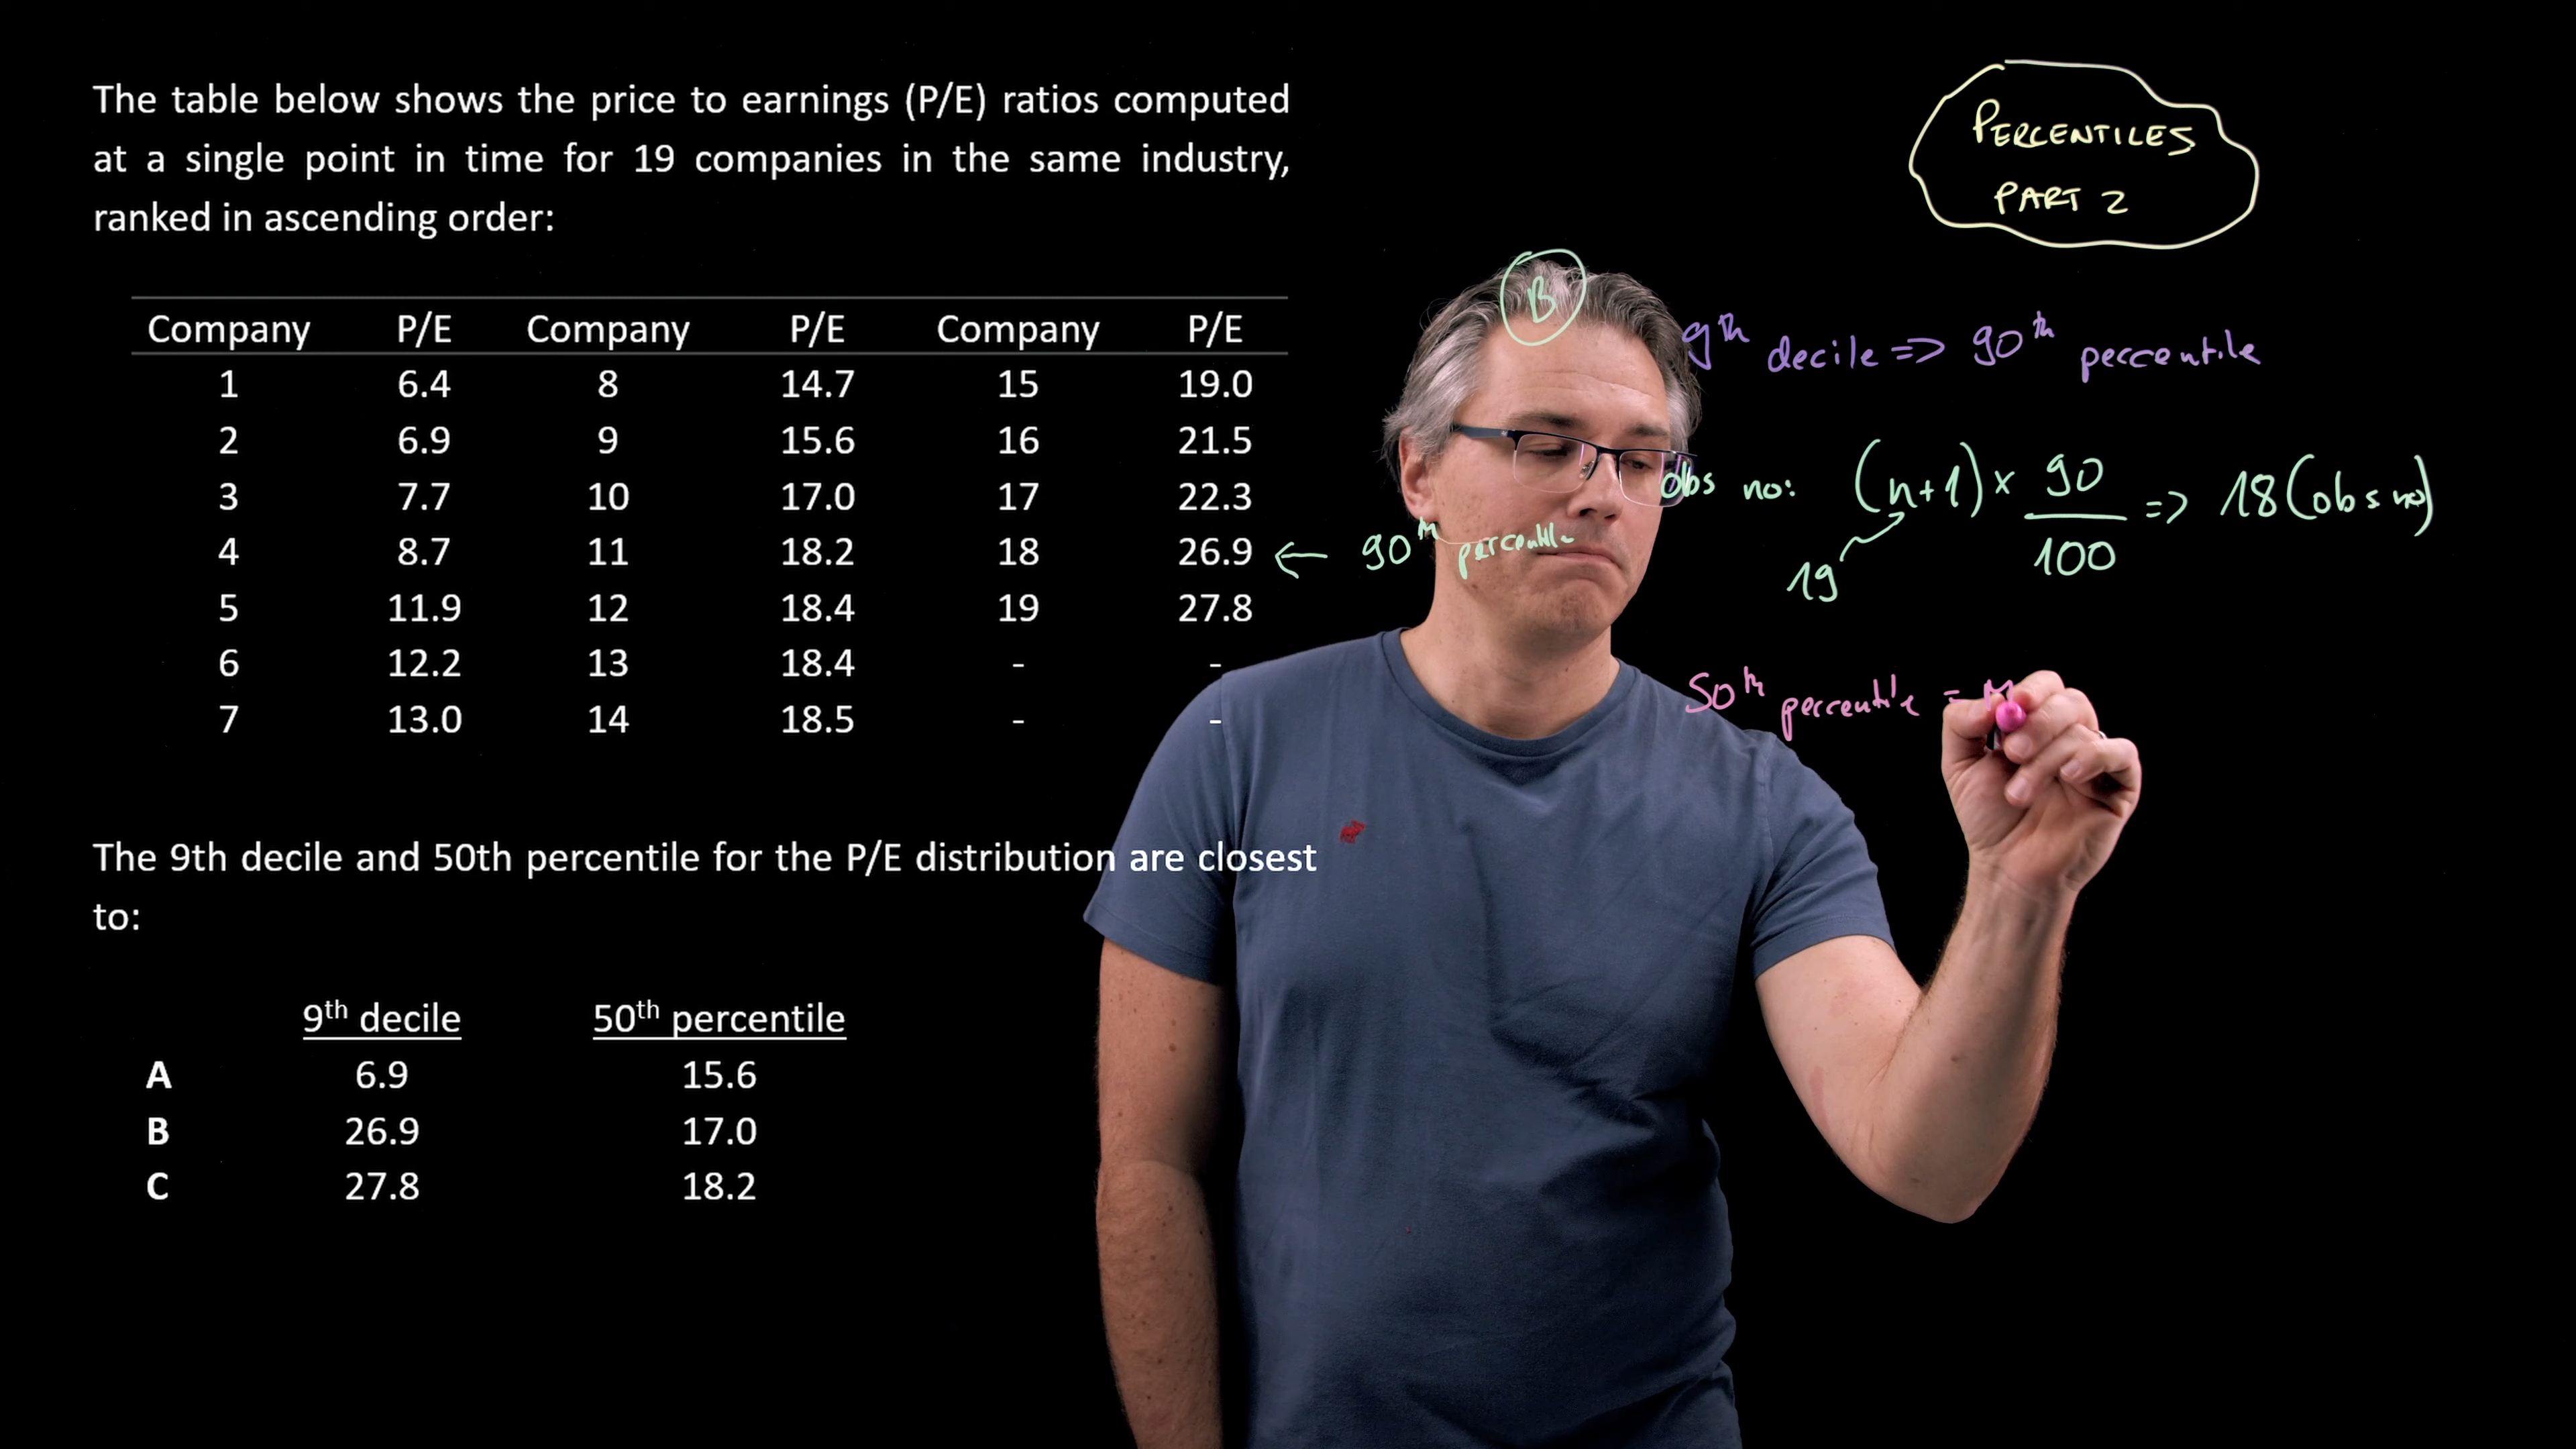 The table below shows the price to earnings (P/E) ratios computed
at a single point in time for 19 companies in the same industry,
ranked in ascending order:
Company P/E Company P/E Company P/E
1 6.4 8 14.7 15 19.0
2 6.9 9 15.6 16 21.5
3 7.7 10 17.0 17 22.3
4 8.7 11 18.2 18 26.9
5 11.9 12 18.4 19 27.8
6 12.2 13 18.4 - -
7 13.0 14 18.5 - -
The 9th decile and 50th percentile for the P/E distribution are closest
to:
9th decile 50th percentile
A 6.9 15.6
B 26.9 17.0
C 27.8 18.2
PERCENTILES
PART 2
B
9th decile => 90th percentile
obs no: (n+1) x 90/100 => 18 (obs no)
19
← 90th percentile
50th percentile =